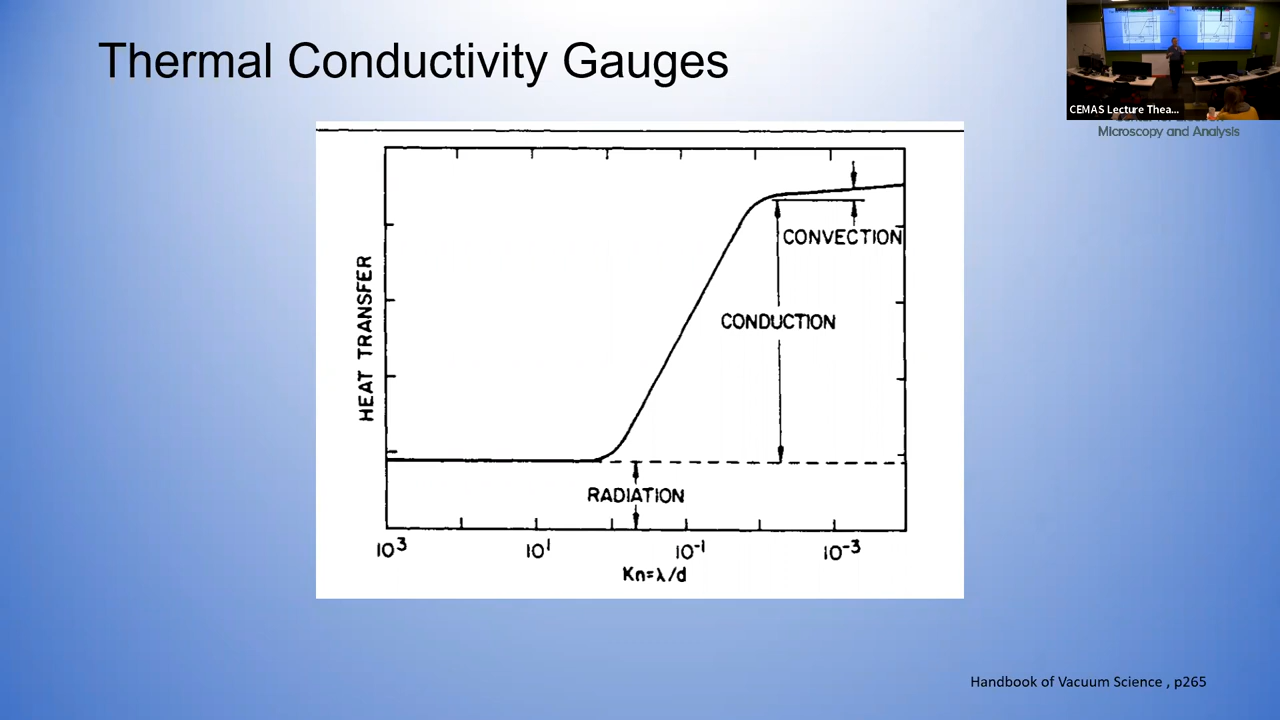 Thermal Conductivity Gauges
CEMAS Lecture Thea...
Microscopy and Analysis
HEAT TRANSFER
CONVECTION
CONDUCTION
RADIATION
10³ 10¹ 10⁻¹ 10⁻³
Kn=λ/d
Handbook of Vacuum Science , p265